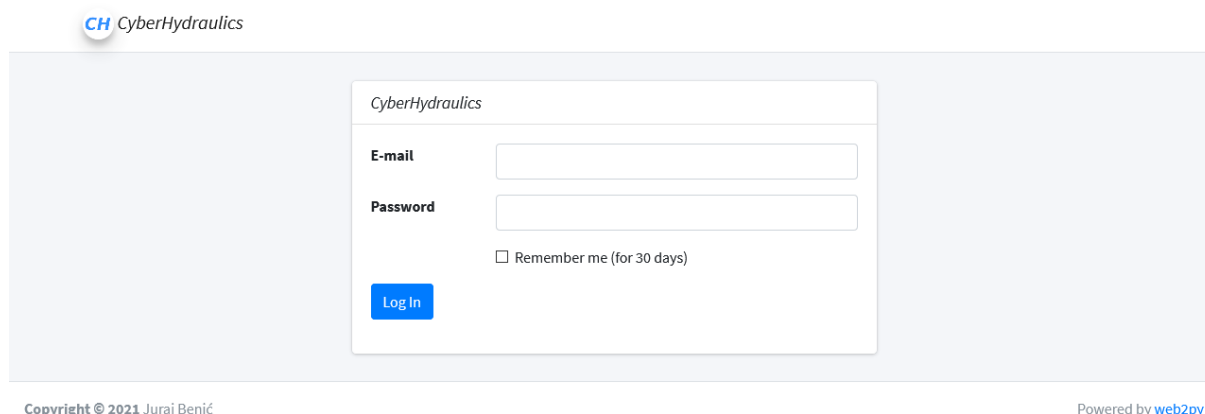 CH CyberHydraulics
CyberHydraulics
E-mail
Password
Remember me (for 30 days)
Log In
Copyright © 2021 Juraj Benić
Powered by web2py